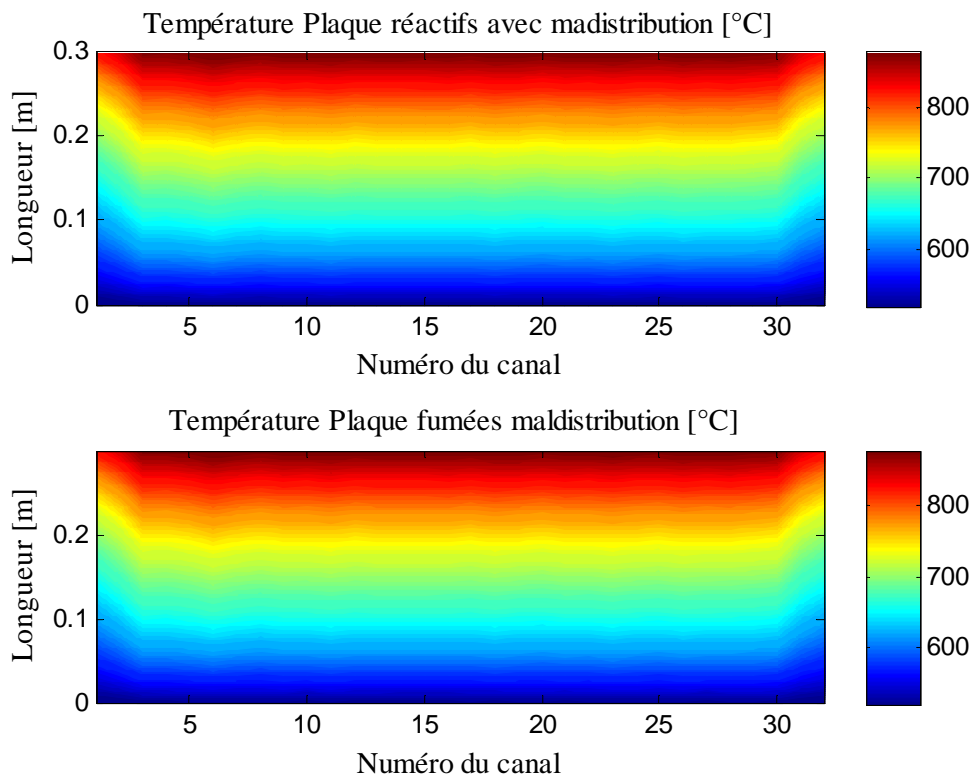 Température Plaque réactifs avec madistribution [°C]
0.3
0.2
0.1
0
Longueur [m]
5 10 15 20 25 30
Numéro du canal
800
700
600
Température Plaque fumées maldistribution [°C]
0.2
0.1
0
Longueur [m]
5 10 15 20 25 30
Numéro du canal
800
700
600